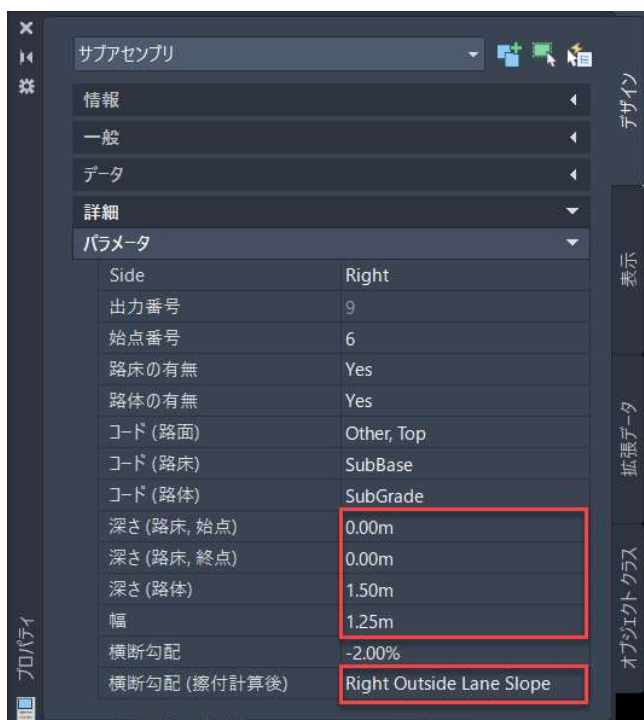 サブアセンブリ
情報
一般
データ
詳細
パラメータ
Side Right
出力番号 9
始点番号 6
路床の有無 Yes
路体の有無 Yes
コード (路面) Other, Top
コード (路床) SubBase
コード (路体) SubGrade
深さ (路床, 始点) 0.00m
深さ (路床, 終点) 0.00m
深さ (路体) 1.50m
幅 1.25m
横断勾配 -2.00%
横断勾配 (擦付計算後) Right Outside Lane Slope
デザイン
表示
拡張データ
オブジェクト クラス
プロパティ